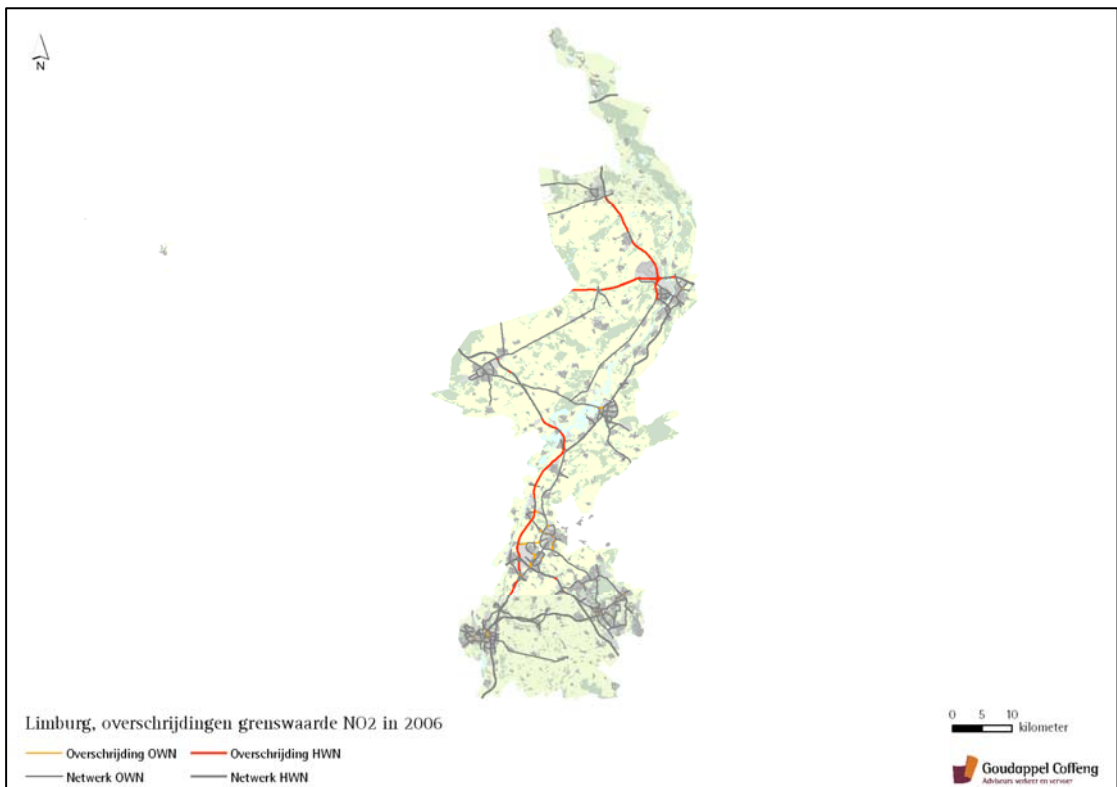 N
Limburg, overschrijdingen grenswaarde NO2 in 2006
Overschrijding OWN Overschrijding HWN
Netwerk OWN Netwerk HWN
0 5 10
kilometer
Goudappel Coffeng
Adviseurs verkeer en vervoer